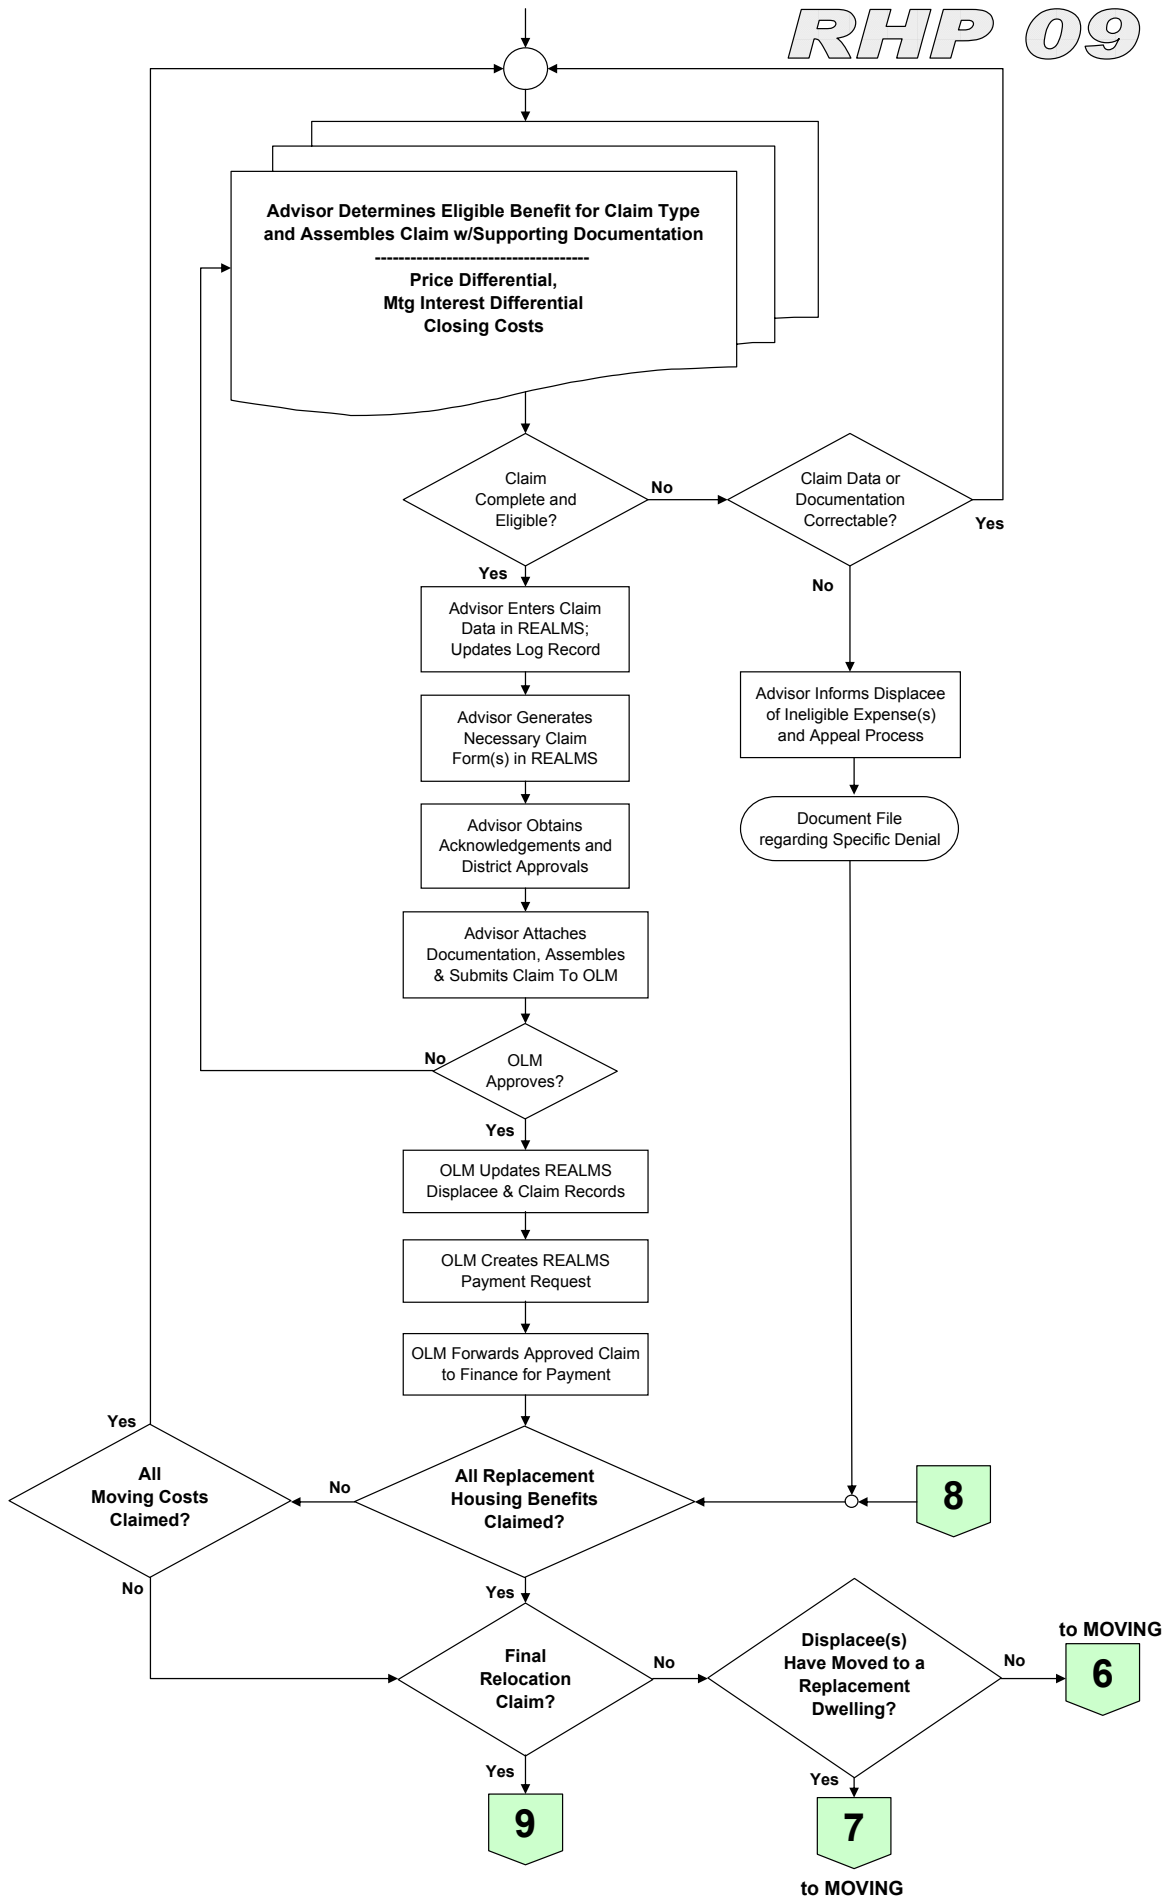 RHP 09
Advisor Determines Eligible Benefit for Claim Type
and Assembles Claim w/Supporting Documentation
-------------------------------------
Price Differential,
Mtg Interest Differential
Closing Costs
Claim
Complete and
Eligible?
No
Claim Data or
Documentation
Correctable?
Yes
Yes
No
Advisor Enters Claim
Data in REALMS;
Updates Log Record
Advisor Informs Displacee
of Ineligible Expense(s)
and Appeal Process
Advisor Generates
Necessary Claim
Form(s) in REALMS
Document File
regarding Specific Denial
Advisor Obtains
Acknowledgements and
District Approvals
Advisor Attaches
Documentation, Assembles
& Submits Claim To OLM
No
OLM
Approves?
Yes
OLM Updates REALMS
Displacee & Claim Records
OLM Creates REALMS
Payment Request
OLM Forwards Approved Claim
to Finance for Payment
Yes
All
Moving Costs
Claimed?
No
All Replacement
Housing Benefits
Claimed?
8
No
Yes
Final
Relocation
Claim?
No
Displacee(s)
Have Moved to a
Replacement
Dwelling?
No
to MOVING
6
Yes
9
Yes
7
to MOVING